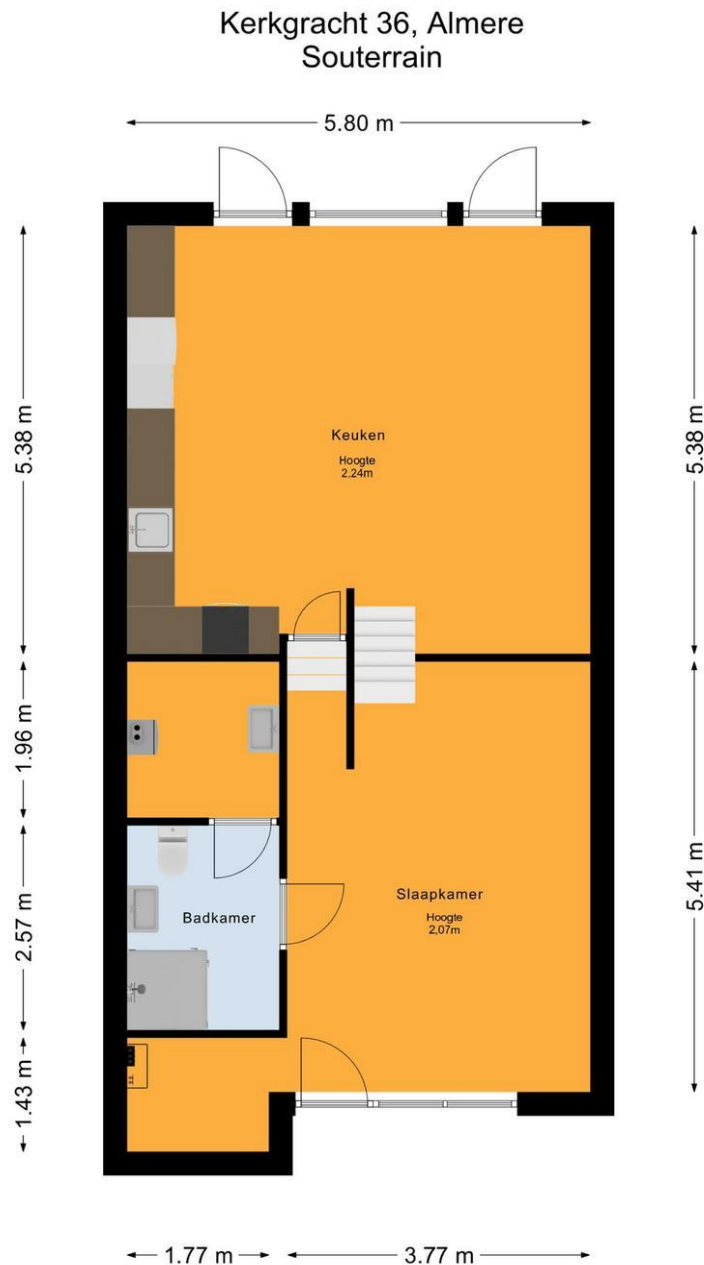 Kerkgracht 36, Almere
Souterrain
5.80 m
5.38 m
5.38 m
Keuken
Hoogte
2,24m
1.96 m
5.41 m
2.57 m
Badkamer
Slaapkamer
Hoogte
2,07m
1.43 m
1.77 m
3.77 m